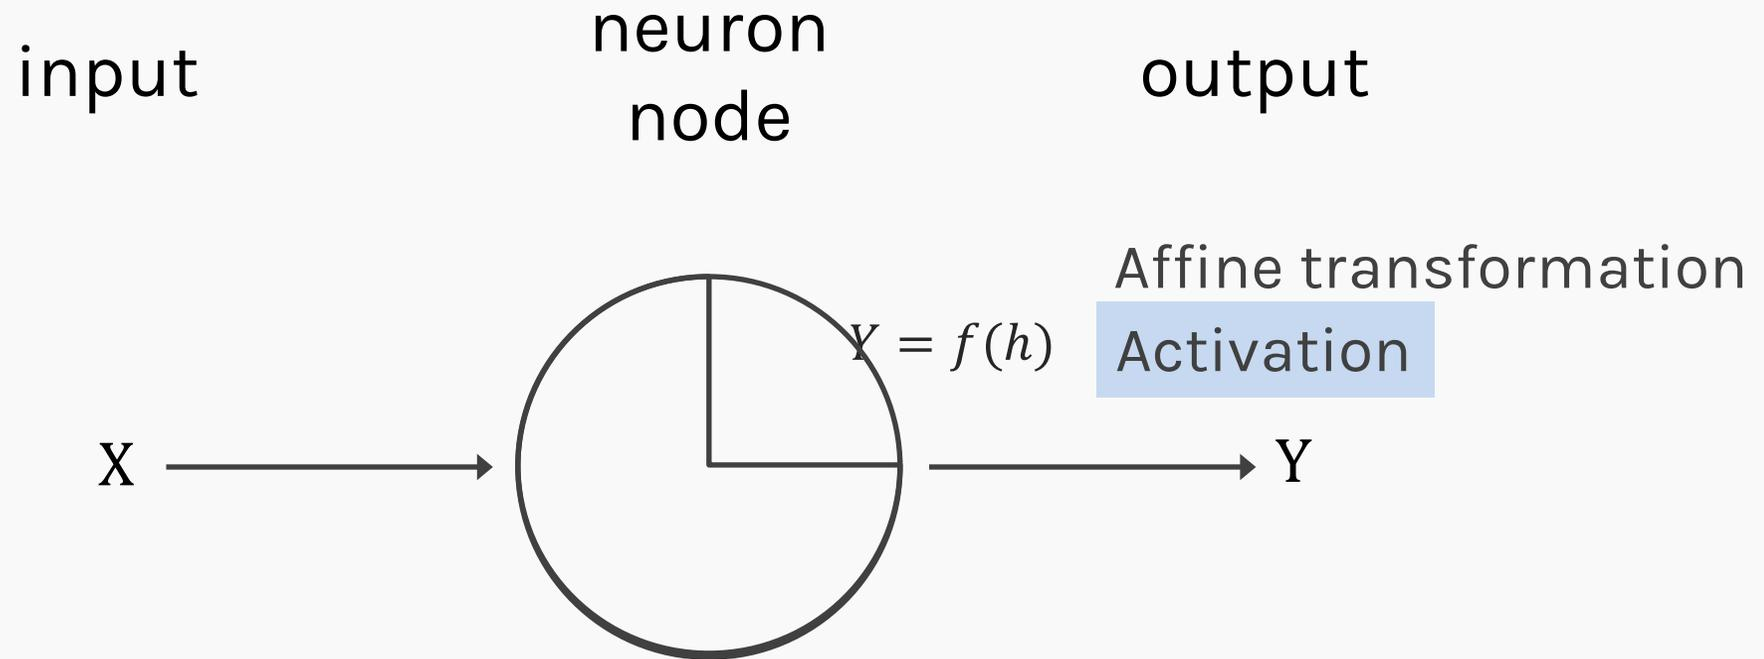 input
neuron
node
output
Affine transformation
Y = f(h)
Activation
X
Y